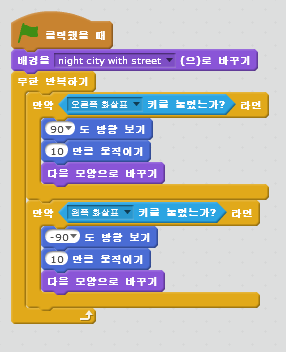 클릭했을 때
배경을 night city with street (으)로 바꾸기
무한 반복하기
만약 오른쪽 화살표 키를 눌렀는가? 라면
90 도 방향 보기
10 만큼 움직이기
다음 모양으로 바꾸기
만약 왼쪽 화살표 키를 눌렀는가? 라면
-90 도 방향 보기
10 만큼 움직이기
다음 모양으로 바꾸기